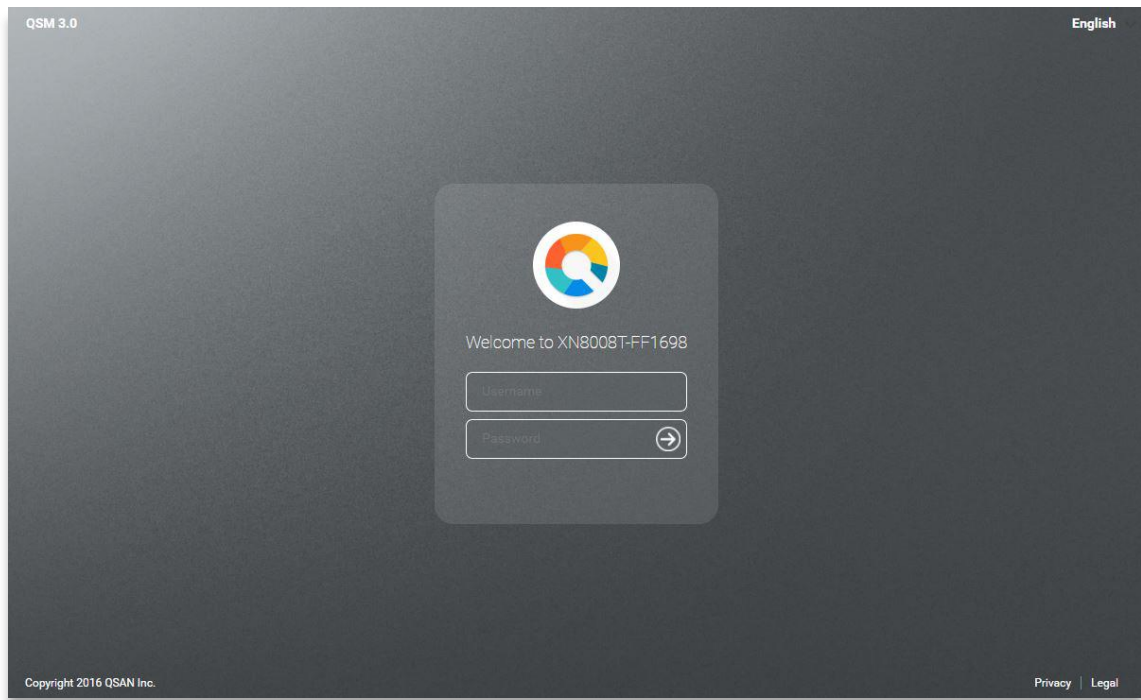 QSM 3.0
English
Welcome to XN8008T-FF1698
Username
Password
Copyright 2016 QSAN Inc.
Privacy | Legal